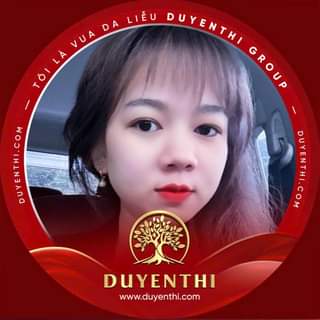 — TÔI LÀ VUA DA LIỄU DUYENTHI GROUP —
DUYENTHI.COM
DUYENTHI.COM
DUYENTHI
www.duyenthi.com